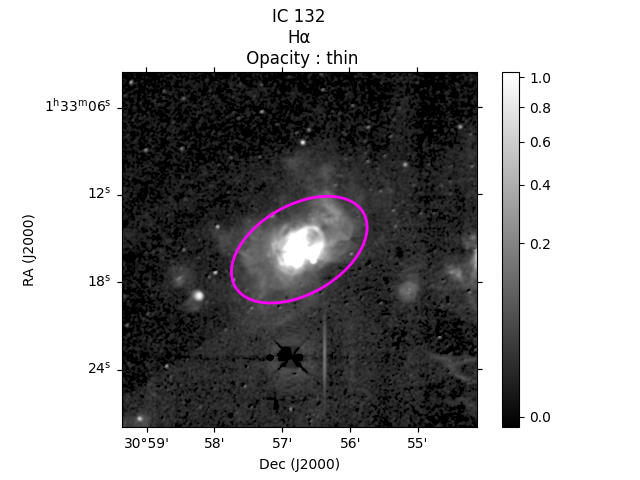 IC 132
Hα
Opacity : thin
1ʰ33ᵐ06ˢ
12ˢ
18ˢ
24ˢ
RA (J2000)
30°59'
58'
57'
56'
55'
Dec (J2000)
1.0
0.8
0.6
0.4
0.2
0.0